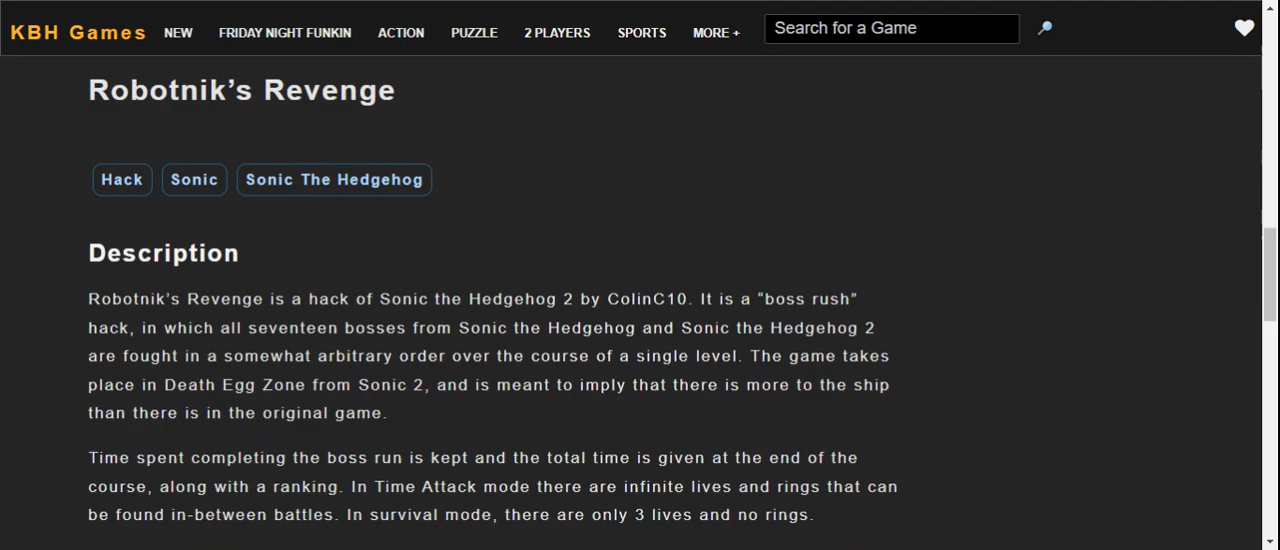 KBH Games NEW FRIDAY NIGHT FUNKIN ACTION PUZZLE 2 PLAYERS SPORTS MORE + Search for a Game
Robotnik’s Revenge
Hack Sonic Sonic The Hedgehog
Description
Robotnik’s Revenge is a hack of Sonic the Hedgehog 2 by ColinC10. It is a “boss rush”
hack, in which all seventeen bosses from Sonic the Hedgehog and Sonic the Hedgehog 2
are fought in a somewhat arbitrary order over the course of a single level. The game takes
place in Death Egg Zone from Sonic 2, and is meant to imply that there is more to the ship
than there is in the original game.
Time spent completing the boss run is kept and the total time is given at the end of the
course, along with a ranking. In Time Attack mode there are infinite lives and rings that can
be found in-between battles. In survival mode, there are only 3 lives and no rings.